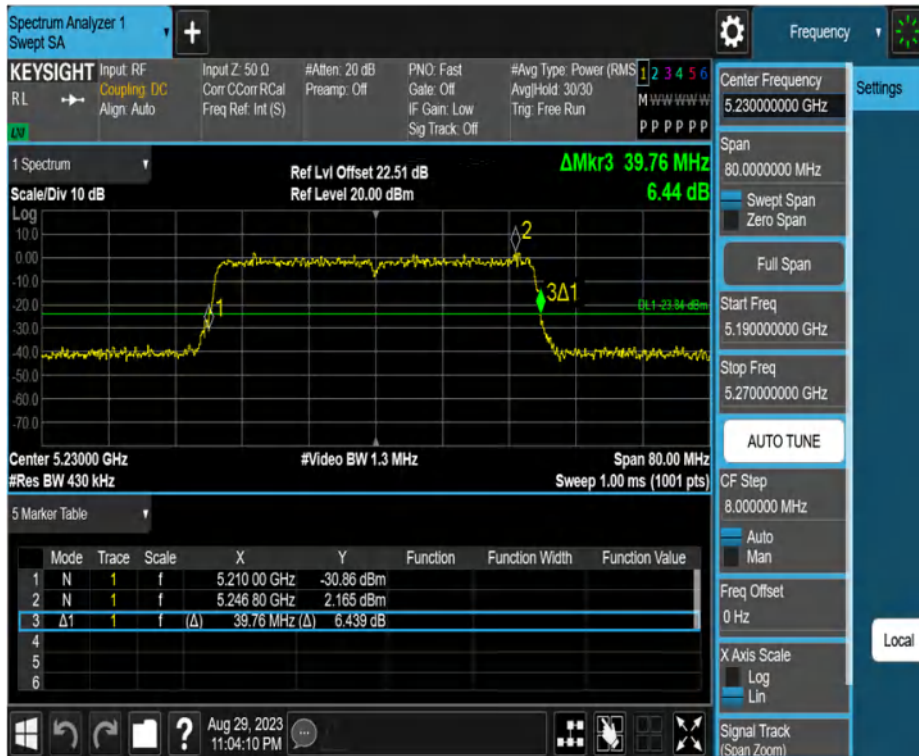 Spectrum Analyzer 1
Swept SA
+
Frequency
KEYSIGHT
RL
LXI
Input: RF
Coupling: DC
Align: Auto
Input Z: 50 Ω
Corr CCorr RCal
Freq Ref: Int (S)
#Atten: 20 dB
Preamp: Off
PNO: Fast
Gate: Off
IF Gain: Low
Sig Track: Off
#Avg Type: Power (RMS
Avg|Hold: 30/30
Trig: Free Run
1 2 3 4 5 6
M W W W W W
P P P P P P
1 Spectrum
Scale/Div 10 dB
Log
Ref Lvl Offset 22.51 dB
Ref Level 20.00 dBm
ΔMkr3 39.76 MHz
6.44 dB
10.0
0.00
-10.0
-20.0
-30.0
-40.0
-50.0
-60.0
-70.0
1
2
3Δ1
DL1 -23.84 dBm
Center 5.23000 GHz
#Video BW 1.3 MHz
Span 80.00 MHz
#Res BW 430 kHz
Sweep 1.00 ms (1001 pts)
5 Marker Table
Mode Trace Scale X Y Function Function Width Function Value
1 N 1 f 5.210 00 GHz -30.86 dBm
2 N 1 f 5.246 80 GHz 2.165 dBm
3 Δ1 1 f (Δ) 39.76 MHz (Δ) 6.439 dB
4
5
6
?
Aug 29, 2023
11:04:10 PM
Center Frequency
5.230000000 GHz
Span
80.0000000 MHz
Swept Span
Zero Span
Full Span
Start Freq
5.190000000 GHz
Stop Freq
5.270000000 GHz
AUTO TUNE
CF Step
8.000000 MHz
Auto
Man
Freq Offset
0 Hz
X Axis Scale
Log
Lin
Signal Track
(Span Zoom)
Settings
Local